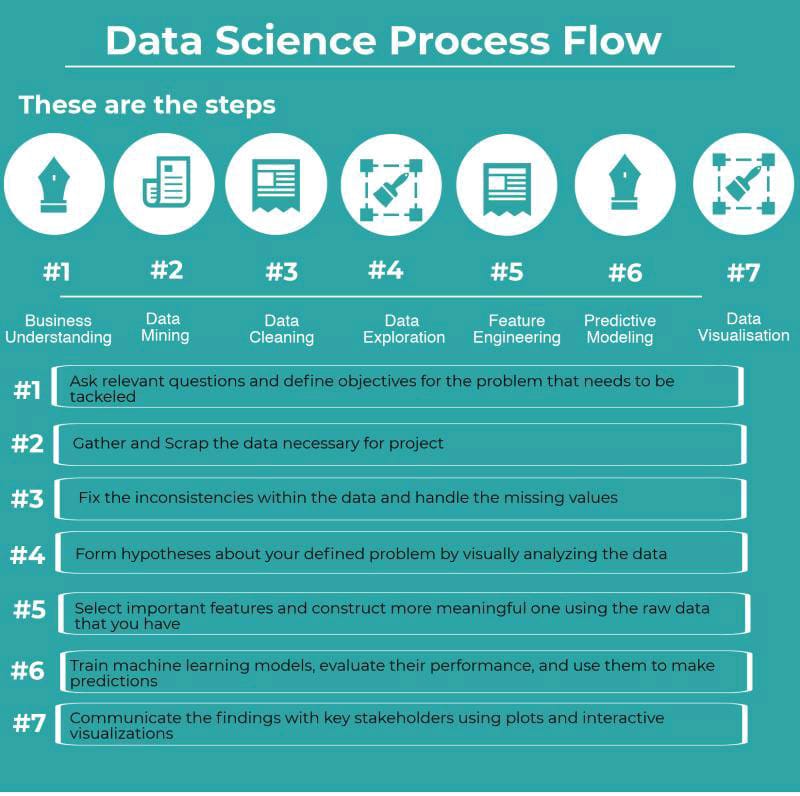 Data Science Process Flow
These are the steps
#1
#2
#3
#4
#5
#6
#7
Business
Understanding
Data
Mining
Data
Cleaning
Data
Exploration
Feature
Engineering
Predictive
Modeling
Data
Visualisation
#1
Ask relevant questions and define objectives for the problem that needs to be
tackeled
#2
Gather and Scrap the data necessary for project
#3
Fix the inconsistencies within the data and handle the missing values
#4
Form hypotheses about your defined problem by visually analyzing the data
#5
Select important features and construct more meaningful one using the raw data
that you have
#6
Train machine learning models, evaluate their performance, and use them to make
predictions
#7
Communicate the findings with key stakeholders using plots and interactive
visualizations